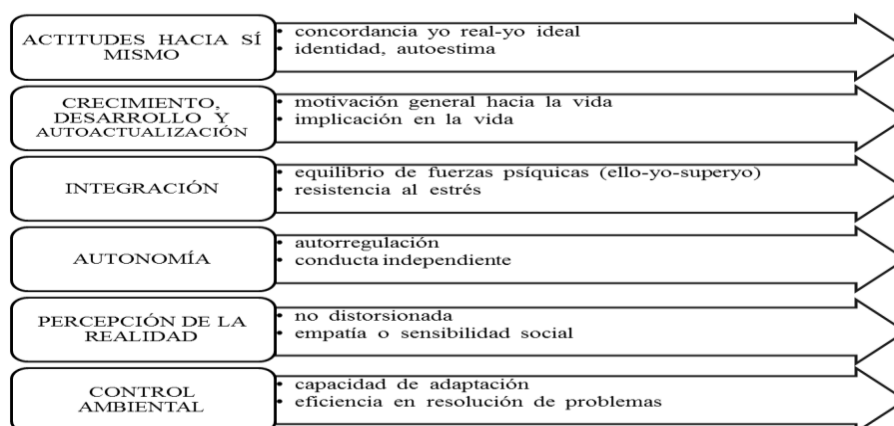 ACTITUDES HACIA SÍ
MISMO
• concordancia yo real-yo ideal
• identidad, autoestima
CRECIMIENTO,
DESARROLLO Y
AUTOACTUALIZACIÓN
• motivación general hacia la vida
• implicación en la vida
INTEGRACIÓN
• equilibrio de fuerzas psíquicas (ello-yo-superyo)
• resistencia al estrés
AUTONOMÍA
• autorregulación
• conducta independiente
PERCEPCIÓN DE LA
REALIDAD
• no distorsionada
• empatía o sensibilidad social
CONTROL
AMBIENTAL
• capacidad de adaptación
• eficiencia en resolución de problemas